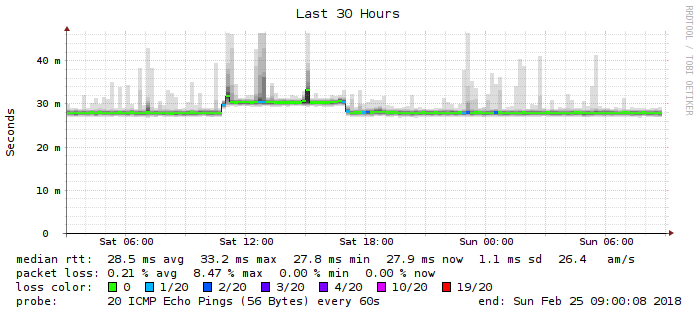 Last 30 Hours
RRDTOOL / TOBI OETIKER
Seconds
40 m
30 m
20 m
10 m
0
Sat 06:00 Sat 12:00 Sat 18:00 Sun 00:00 Sun 06:00
median rtt: 28.5 ms avg 33.2 ms max 27.8 ms min 27.9 ms now 1.1 ms sd 26.4 am/s
packet loss: 0.21 % avg 8.47 % max 0.00 % min 0.00 % now
loss color: 0 1/20 2/20 3/20 4/20 10/20 19/20
probe: 20 ICMP Echo Pings (56 Bytes) every 60s end: Sun Feb 25 09:00:08 2018